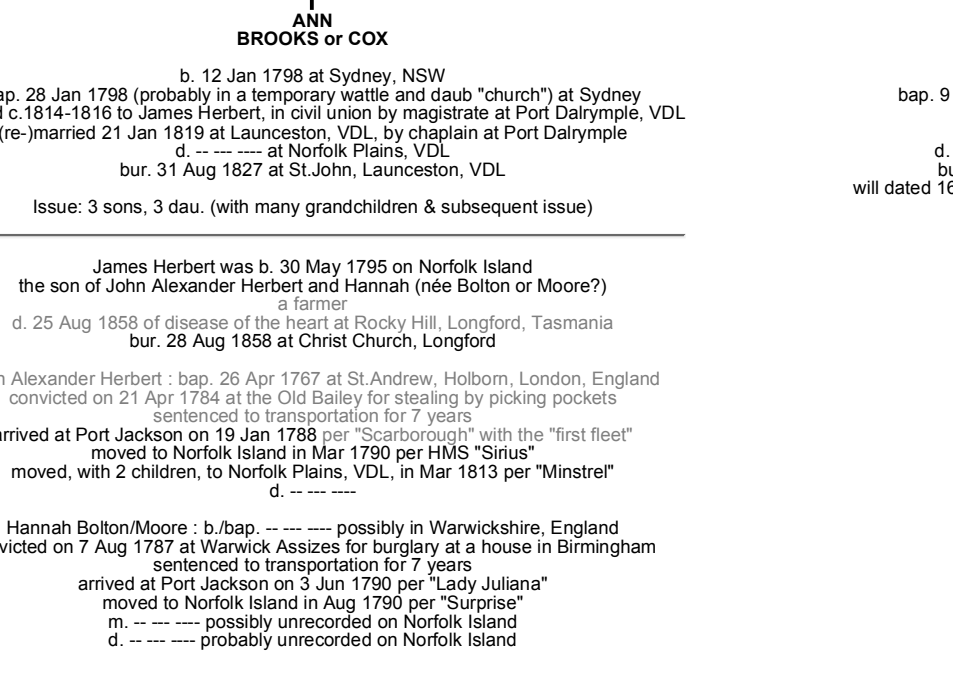 ANN
BROOKS or COX
b. 12 Jan 1798 at Sydney, NSW
ap. 28 Jan 1798 (probably in a temporary wattle and daub "church") at Sydney
d c.1814-1816 to James Herbert, in civil union by magistrate at Port Dalrymple, VDL
(re-)married 21 Jan 1819 at Launceston, VDL, by chaplain at Port Dalrymple
d. -- --- ---- at Norfolk Plains, VDL
bur. 31 Aug 1827 at St.John, Launceston, VDL
Issue: 3 sons, 3 dau. (with many grandchildren & subsequent issue)
James Herbert was b. 30 May 1795 on Norfolk Island
the son of John Alexander Herbert and Hannah (née Bolton or Moore?)
a farmer
d. 25 Aug 1858 of disease of the heart at Rocky Hill, Longford, Tasmania
bur. 28 Aug 1858 at Christ Church, Longford
n Alexander Herbert : bap. 26 Apr 1767 at St.Andrew, Holborn, London, England
convicted on 21 Apr 1784 at the Old Bailey for stealing by picking pockets
sentenced to transportation for 7 years
arrived at Port Jackson on 19 Jan 1788 per "Scarborough" with the "first fleet"
moved to Norfolk Island in Mar 1790 per HMS "Sirius"
moved, with 2 children, to Norfolk Plains, VDL, in Mar 1813 per "Minstrel"
d. -- --- ----
Hannah Bolton/Moore : b./bap. -- --- ---- possibly in Warwickshire, England
victed on 7 Aug 1787 at Warwick Assizes for burglary at a house in Birmingham
sentenced to transportation for 7 years
arrived at Port Jackson on 3 Jun 1790 per "Lady Juliana"
moved to Norfolk Island in Aug 1790 per "Surprise"
m. -- --- ---- possibly unrecorded on Norfolk Island
d. -- --- ---- probably unrecorded on Norfolk Island
bap. 9
d.
bu
will dated 16